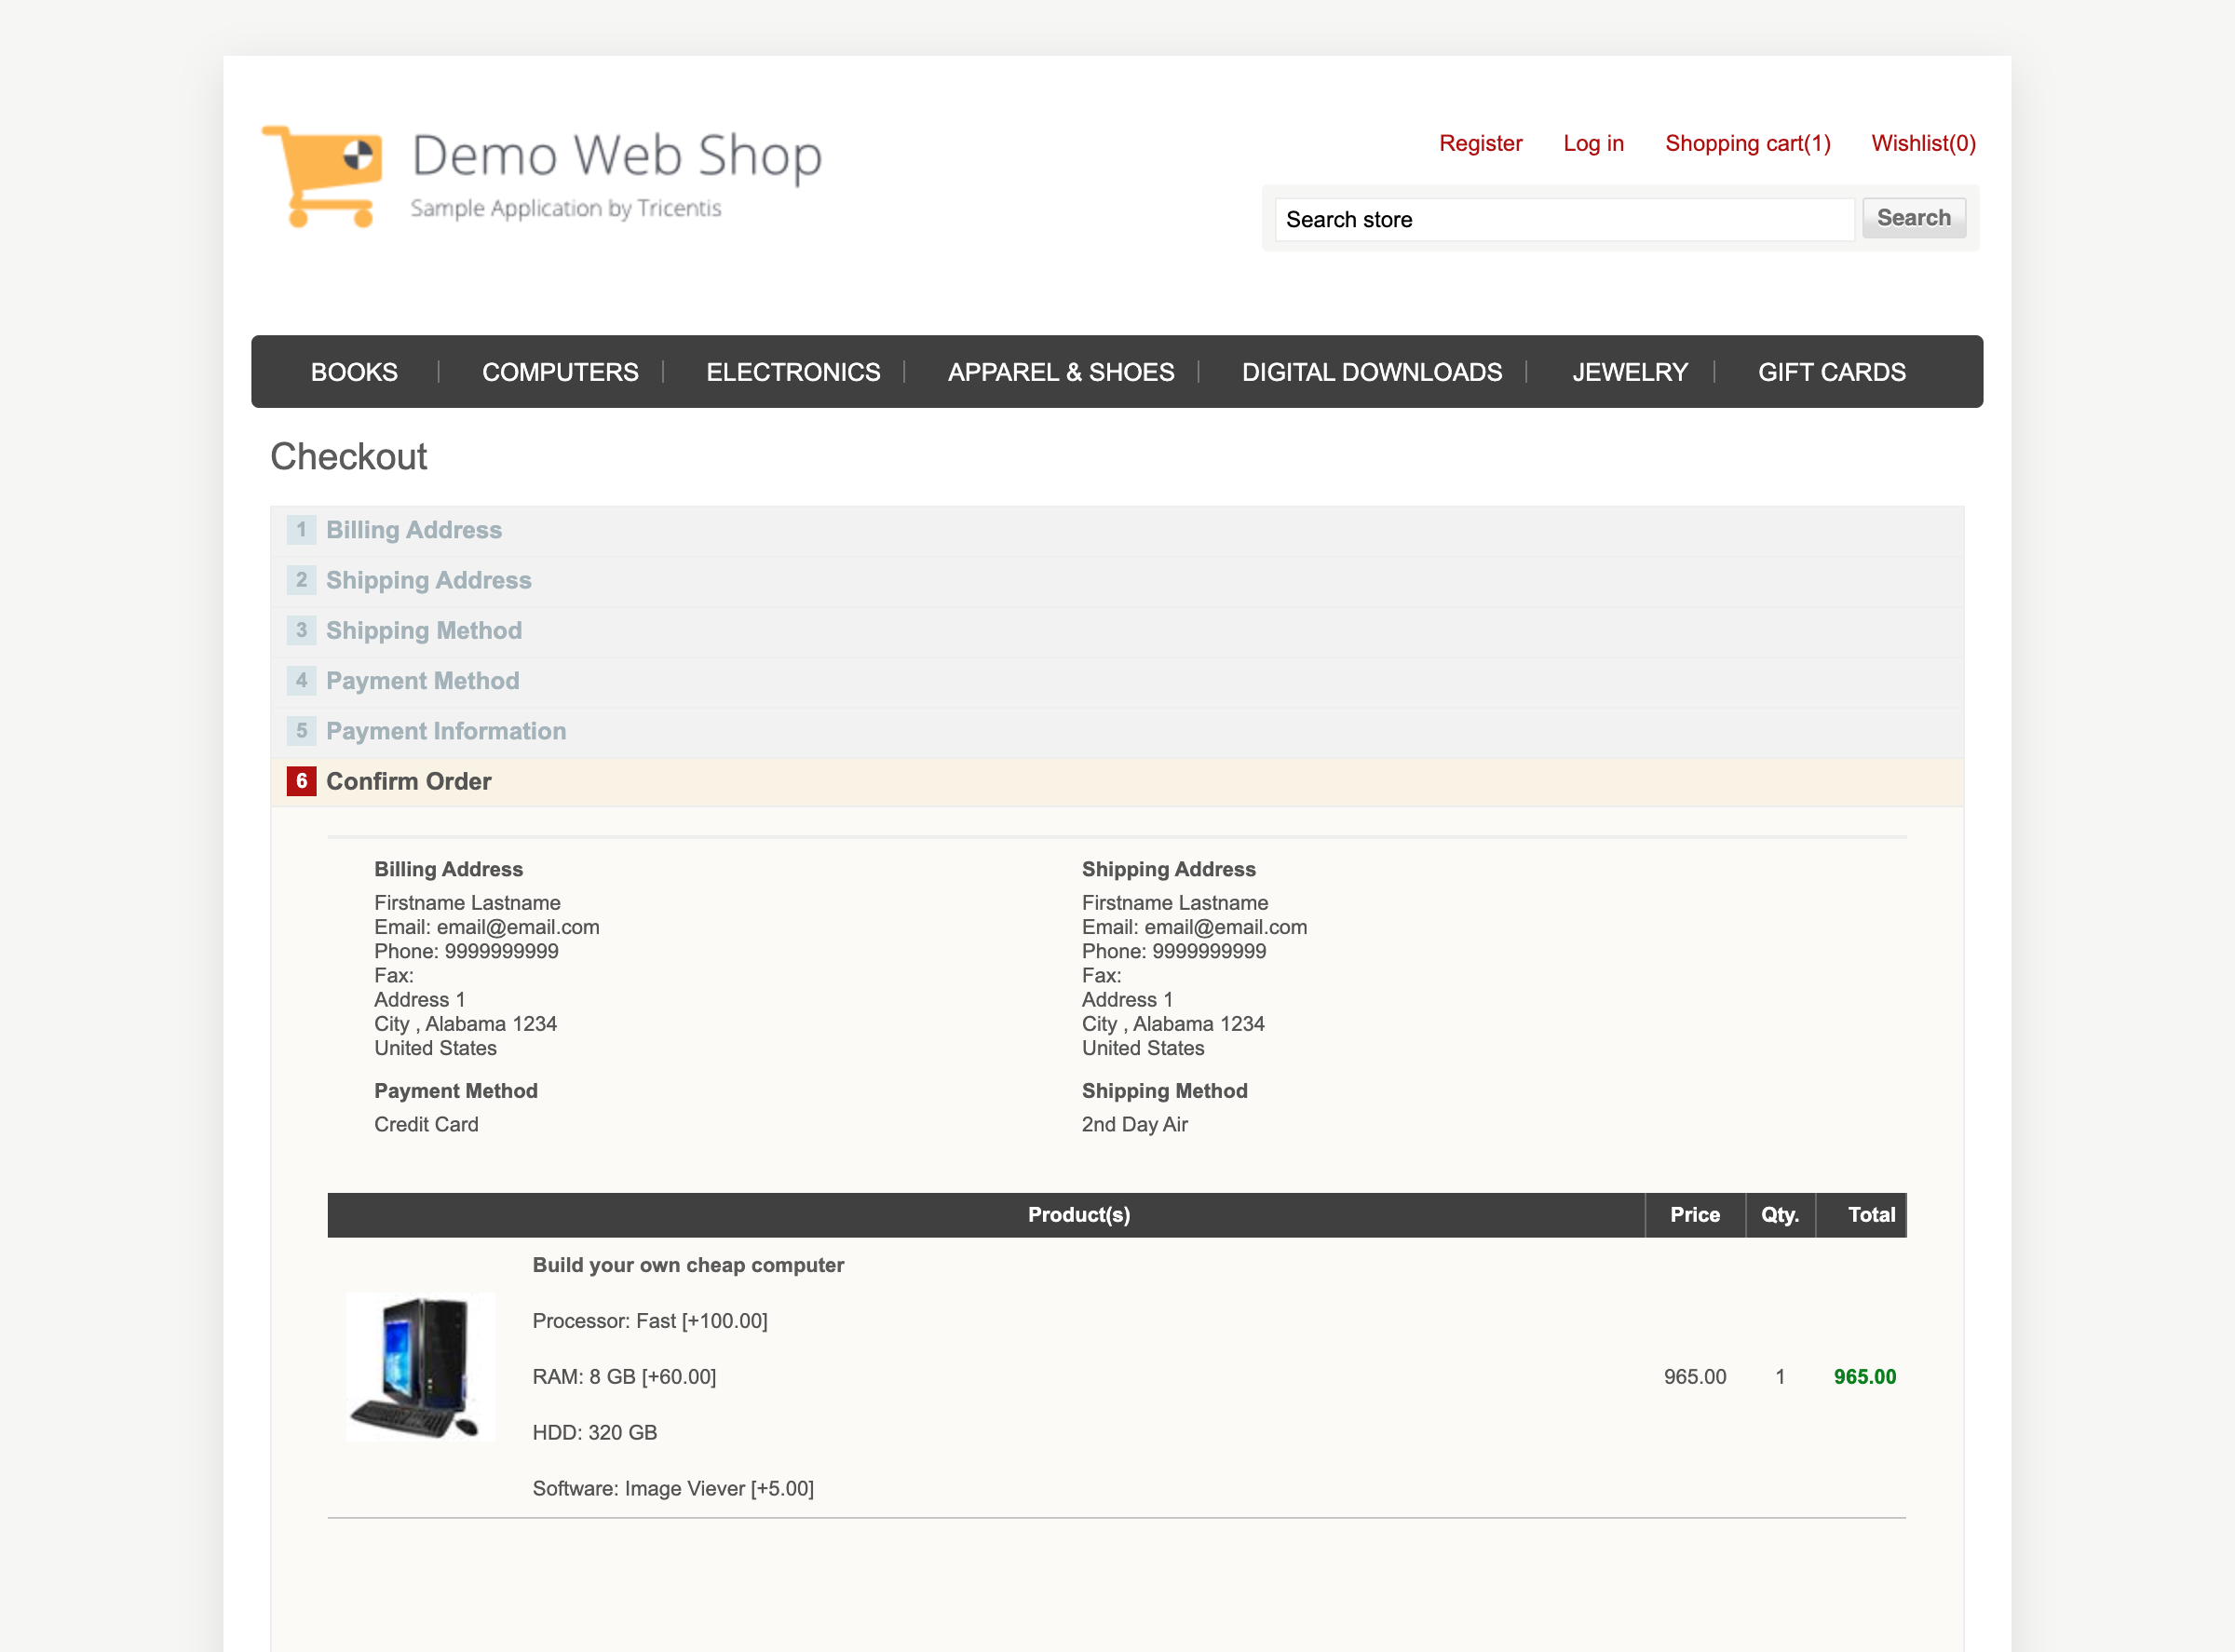 Demo Web Shop
Sample Application by Tricentis
Register Log in Shopping cart(1) Wishlist(0)
Search store Search
BOOKS COMPUTERS ELECTRONICS APPAREL & SHOES DIGITAL DOWNLOADS JEWELRY GIFT CARDS
Checkout
1 Billing Address
2 Shipping Address
3 Shipping Method
4 Payment Method
5 Payment Information
6 Confirm Order
Billing Address
Firstname Lastname
Email: email@email.com
Phone: 9999999999
Fax:
Address 1
City , Alabama 1234
United States
Payment Method
Credit Card
Shipping Address
Firstname Lastname
Email: email@email.com
Phone: 9999999999
Fax:
Address 1
City , Alabama 1234
United States
Shipping Method
2nd Day Air
Product(s) Price Qty. Total
Build your own cheap computer
Processor: Fast [+100.00]
RAM: 8 GB [+60.00]
HDD: 320 GB
Software: Image Viever [+5.00]
965.00 1 965.00